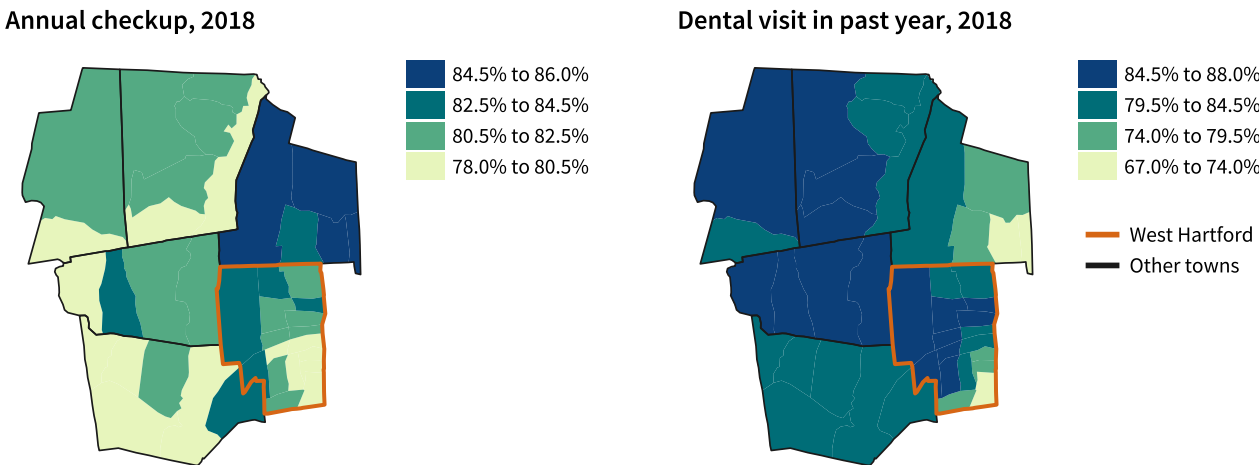 Annual checkup, 2018
84.5% to 86.0%
82.5% to 84.5%
80.5% to 82.5%
78.0% to 80.5%
Dental visit in past year, 2018
84.5% to 88.0%
79.5% to 84.5%
74.0% to 79.5%
67.0% to 74.0%
West Hartford
Other towns